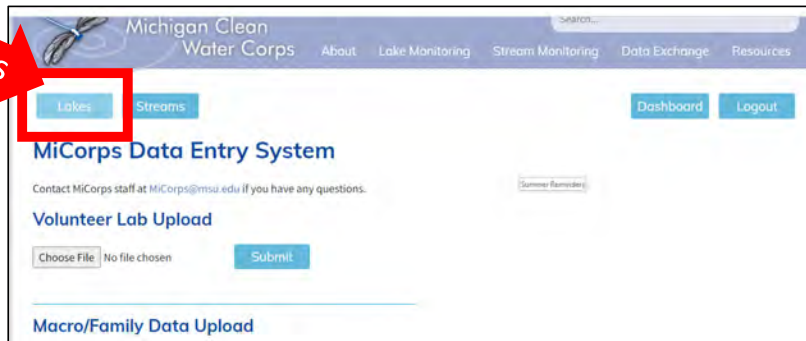 Search...
Michigan Clean
Water Corps
About Lake Monitoring Stream Monitoring Data Exchange Resources
Lakes Streams Dashboard Logout
MiCorps Data Entry System
Contact MiCorps staff at MiCorps@msu.edu if you have any questions.
Summer Reminders
Volunteer Lab Upload
Choose File No file chosen Submit
Macro/Family Data Upload